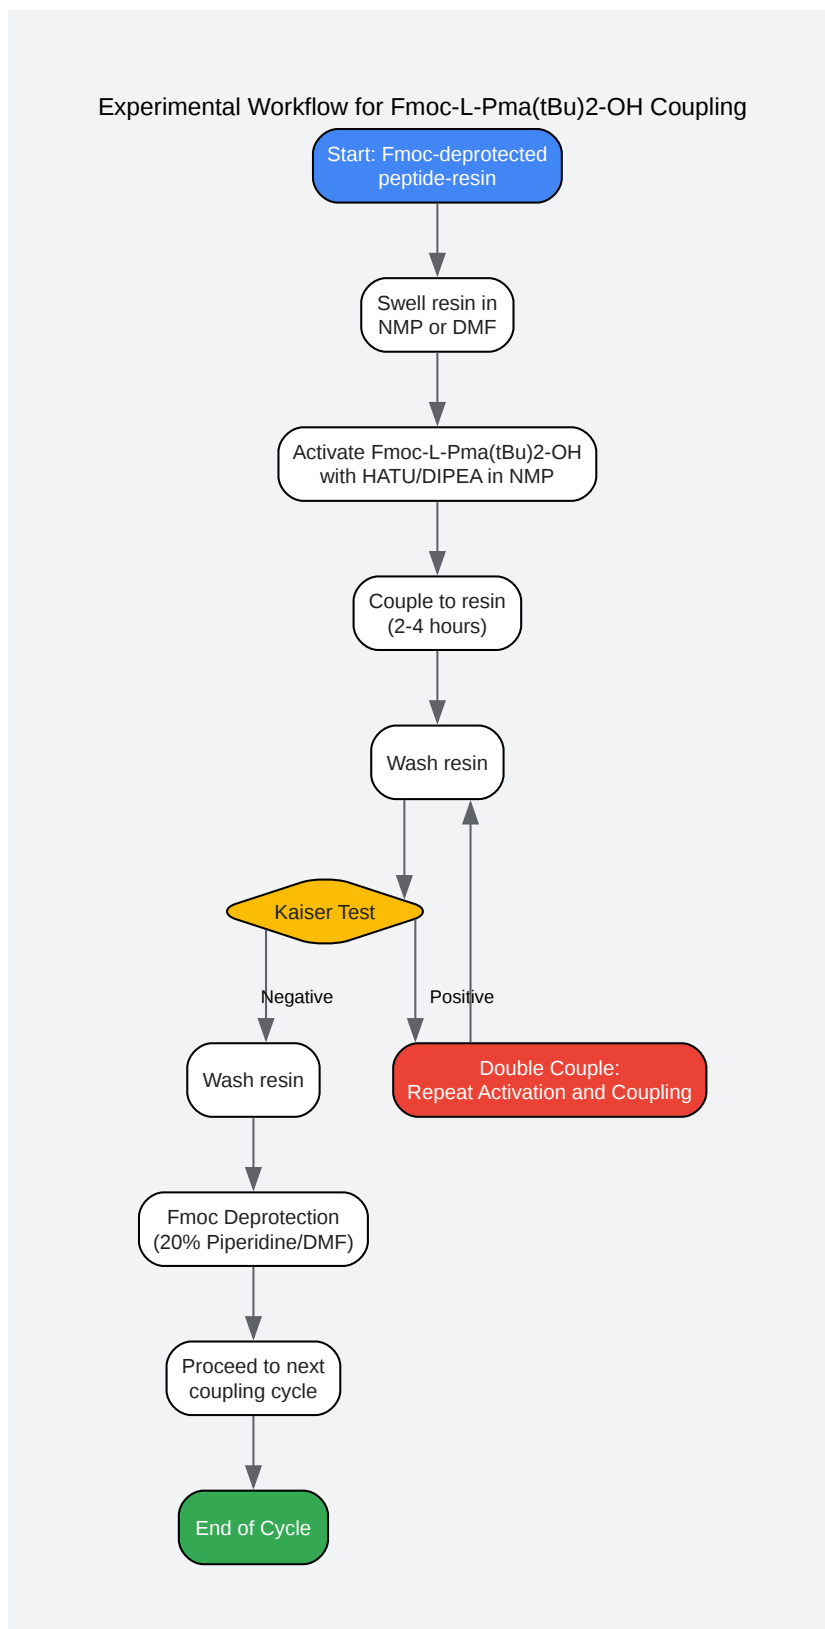 Experimental Workflow for Fmoc-L-Pma(tBu)2-OH Coupling
Start: Fmoc-deprotected
peptide-resin
Swell resin in
NMP or DMF
Activate Fmoc-L-Pma(tBu)2-OH
with HATU/DIPEA in NMP
Couple to resin
(2-4 hours)
Wash resin
Kaiser Test
Negative
Positive
Wash resin
Double Couple:
Repeat Activation and Coupling
Fmoc Deprotection
(20% Piperidine/DMF)
Proceed to next
coupling cycle
End of Cycle